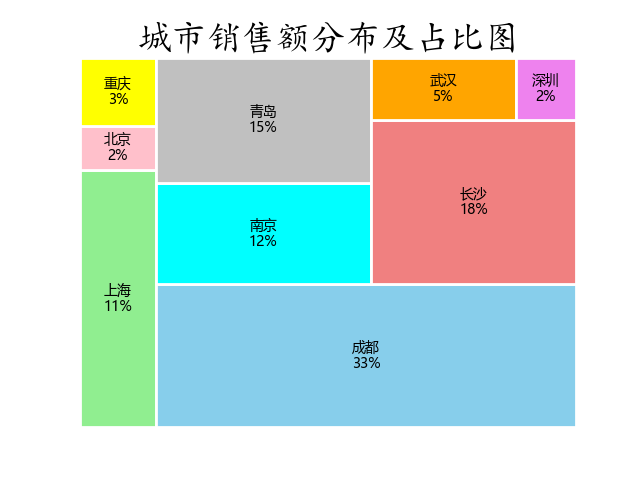 城市销售额分布及占比图
重庆
3%
北京
2%
上海
11%
青岛
15%
南京
12%
成都
33%
武汉
5%
深圳
2%
长沙
18%